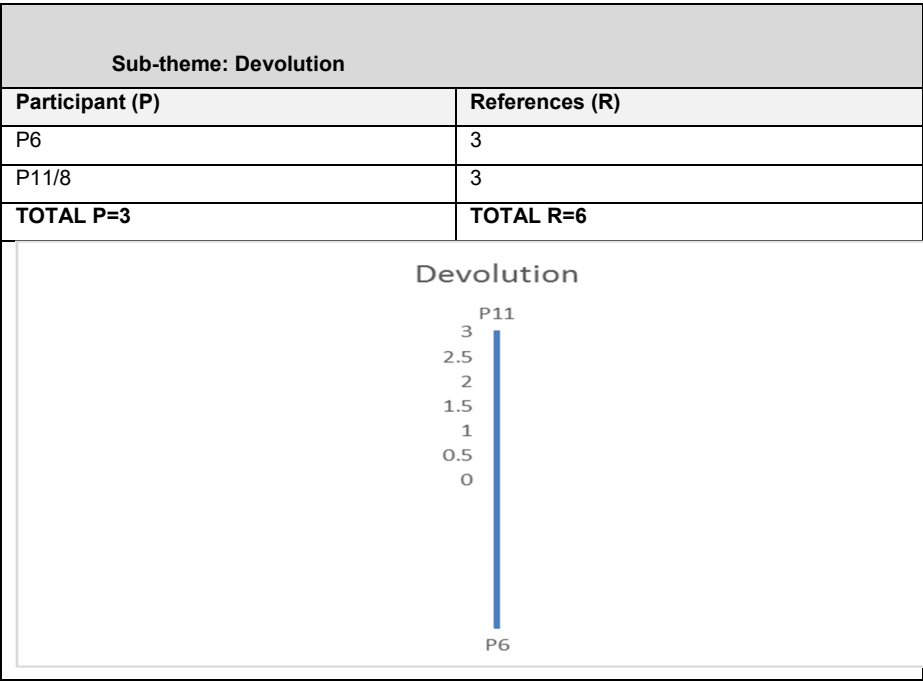 Sub-theme: Devolution
Participant (P) References (R)
P6 3
P11/8 3
TOTAL P=3 TOTAL R=6
Devolution
P11
3
2.5
2
1.5
1
0.5
0
P6